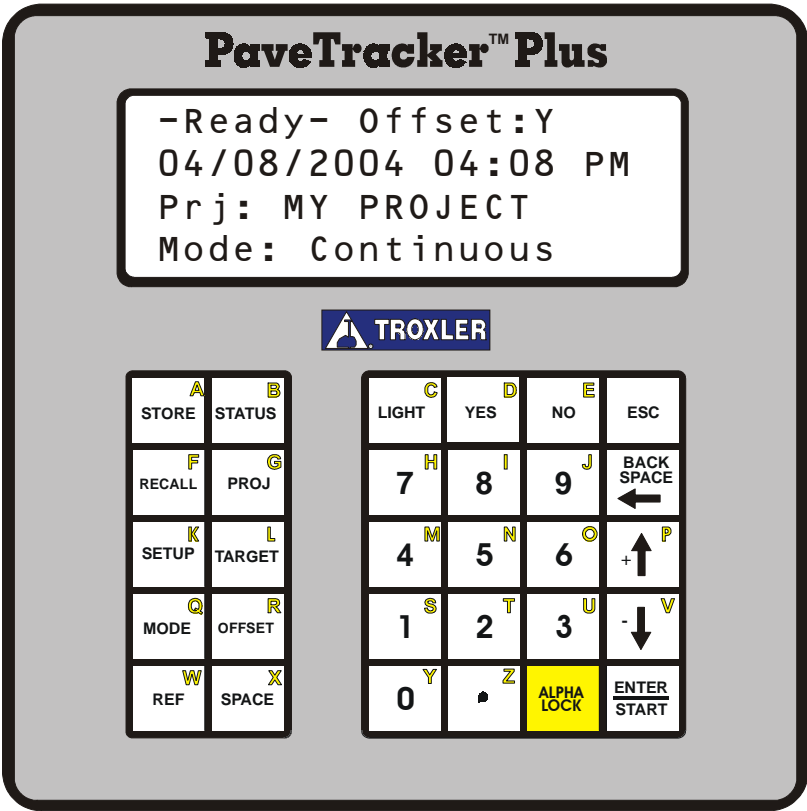 PaveTracker™ Plus
-Ready- Offset:Y
04/08/2004 04:08 PM
Prj: MY PROJECT
Mode: Continuous
TROXLER
A B
STORE STATUS
F G
RECALL PROJ
K L
SETUP TARGET
Q R
MODE OFFSET
W X
REF SPACE
C D E
LIGHT YES NO ESC
H I J
7 8 9 BACK
SPACE
M N O P
4 5 6 +
S T U V
1 2 3 -
Y Z
0 . ALPHA
LOCK
ENTER
START